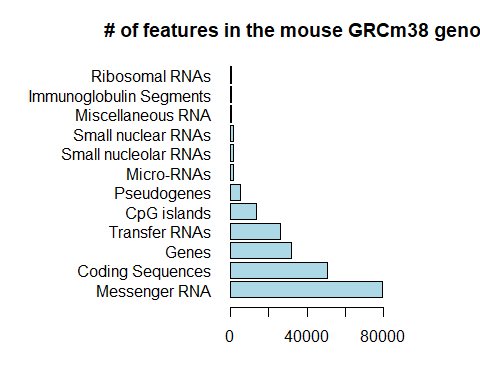 # of features in the mouse GRCm38 geno
Ribosomal RNAs
Immunoglobulin Segments
Miscellaneous RNA
Small nuclear RNAs
Small nucleolar RNAs
Micro-RNAs
Pseudogenes
CpG islands
Transfer RNAs
Genes
Coding Sequences
Messenger RNA
0 40000 80000